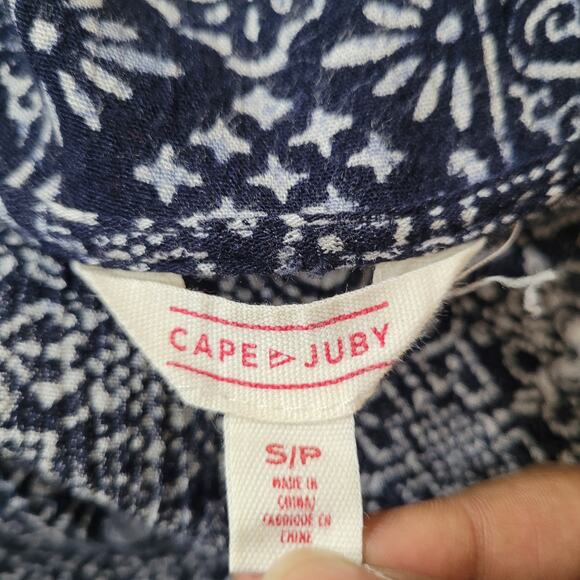 CAPE JUBY
S/P
MADE IN
CHINA/
FABRIQUÉ EN
CHINE